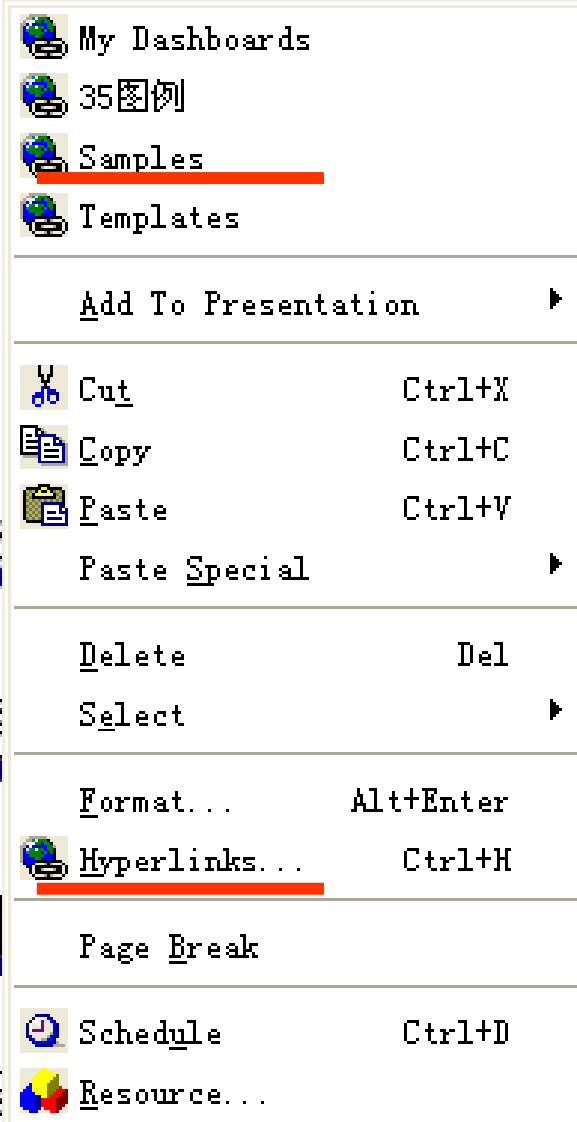 My Dashboards
35图例
Samples
Templates
Add To Presentation
Cut Ctrl+X
Copy Ctrl+C
Paste Ctrl+V
Paste Special
Delete Del
Select
Format... Alt+Enter
Hyperlinks... Ctrl+H
Page Break
Schedule Ctrl+D
Resource...